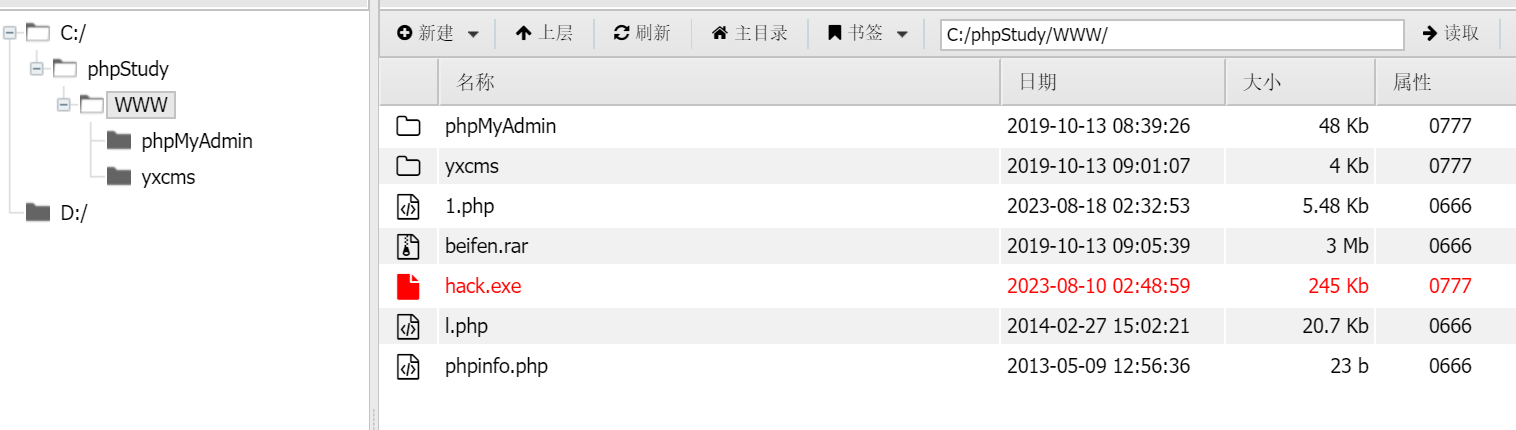 C:/
phpStudy
WWW
phpMyAdmin
yxcms
D:/
新建 上层 刷新 主目录 书签 C:/phpStudy/WWW/ 读取
名称 日期 大小 属性
phpMyAdmin 2019-10-13 08:39:26 48 Kb 0777
yxcms 2019-10-13 09:01:07 4 Kb 0777
1.php 2023-08-18 02:32:53 5.48 Kb 0666
beifen.rar 2019-10-13 09:05:39 3 Mb 0666
hack.exe 2023-08-10 02:48:59 245 Kb 0777
l.php 2014-02-27 15:02:21 20.7 Kb 0666
phpinfo.php 2013-05-09 12:56:36 23 b 0666